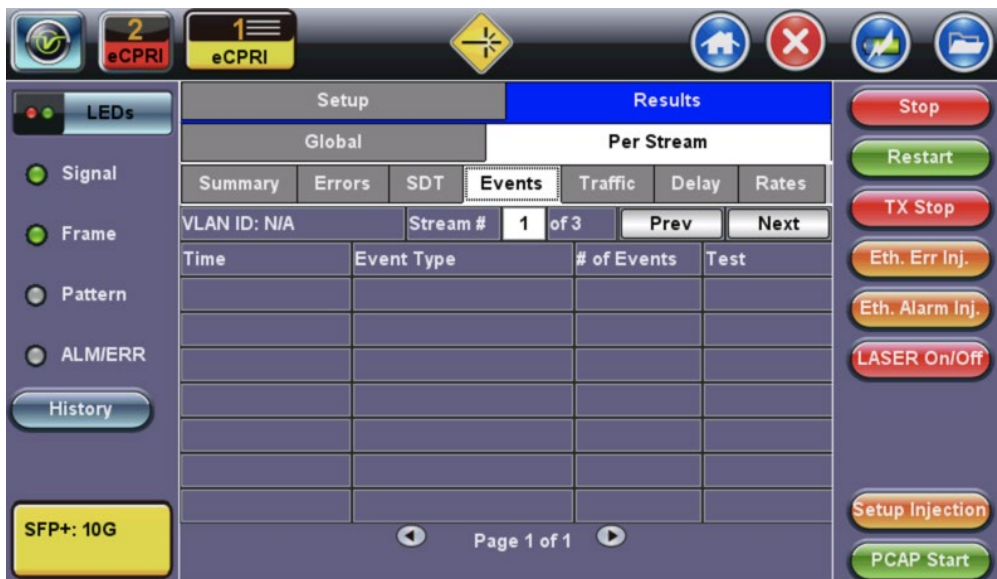 2
eCPRI
1
eCPRI
LEDs
Signal
Frame
Pattern
ALM/ERR
History
SFP+: 10G
Setup Results
Global Per Stream
Summary Errors SDT Events Traffic Delay Rates
VLAN ID: N/A Stream # 1 of 3 Prev Next
Time Event Type # of Events Test
Page 1 of 1
Stop
Restart
TX Stop
Eth. Err Inj.
Eth. Alarm Inj.
LASER On/Off
Setup Injection
PCAP Start